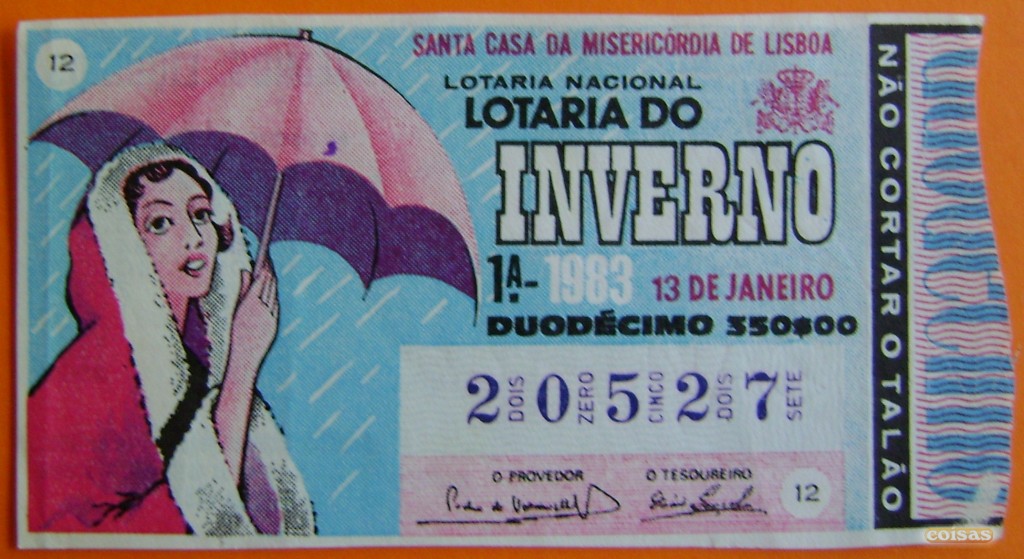 12
SANTA CASA DA MISERICÓRDIA DE LISBOA
LOTARIA NACIONAL
LOTARIA DO
INVERNO
1ª.- 1983 13 DE JANEIRO
DUODÉCIMO 350$00
2 DOIS 0 ZERO 5 CINCO 2 DOIS 7 SETE
O PROVEDOR O TESOUREIRO
12
NÃO CORTAR O TALÃO
coisas